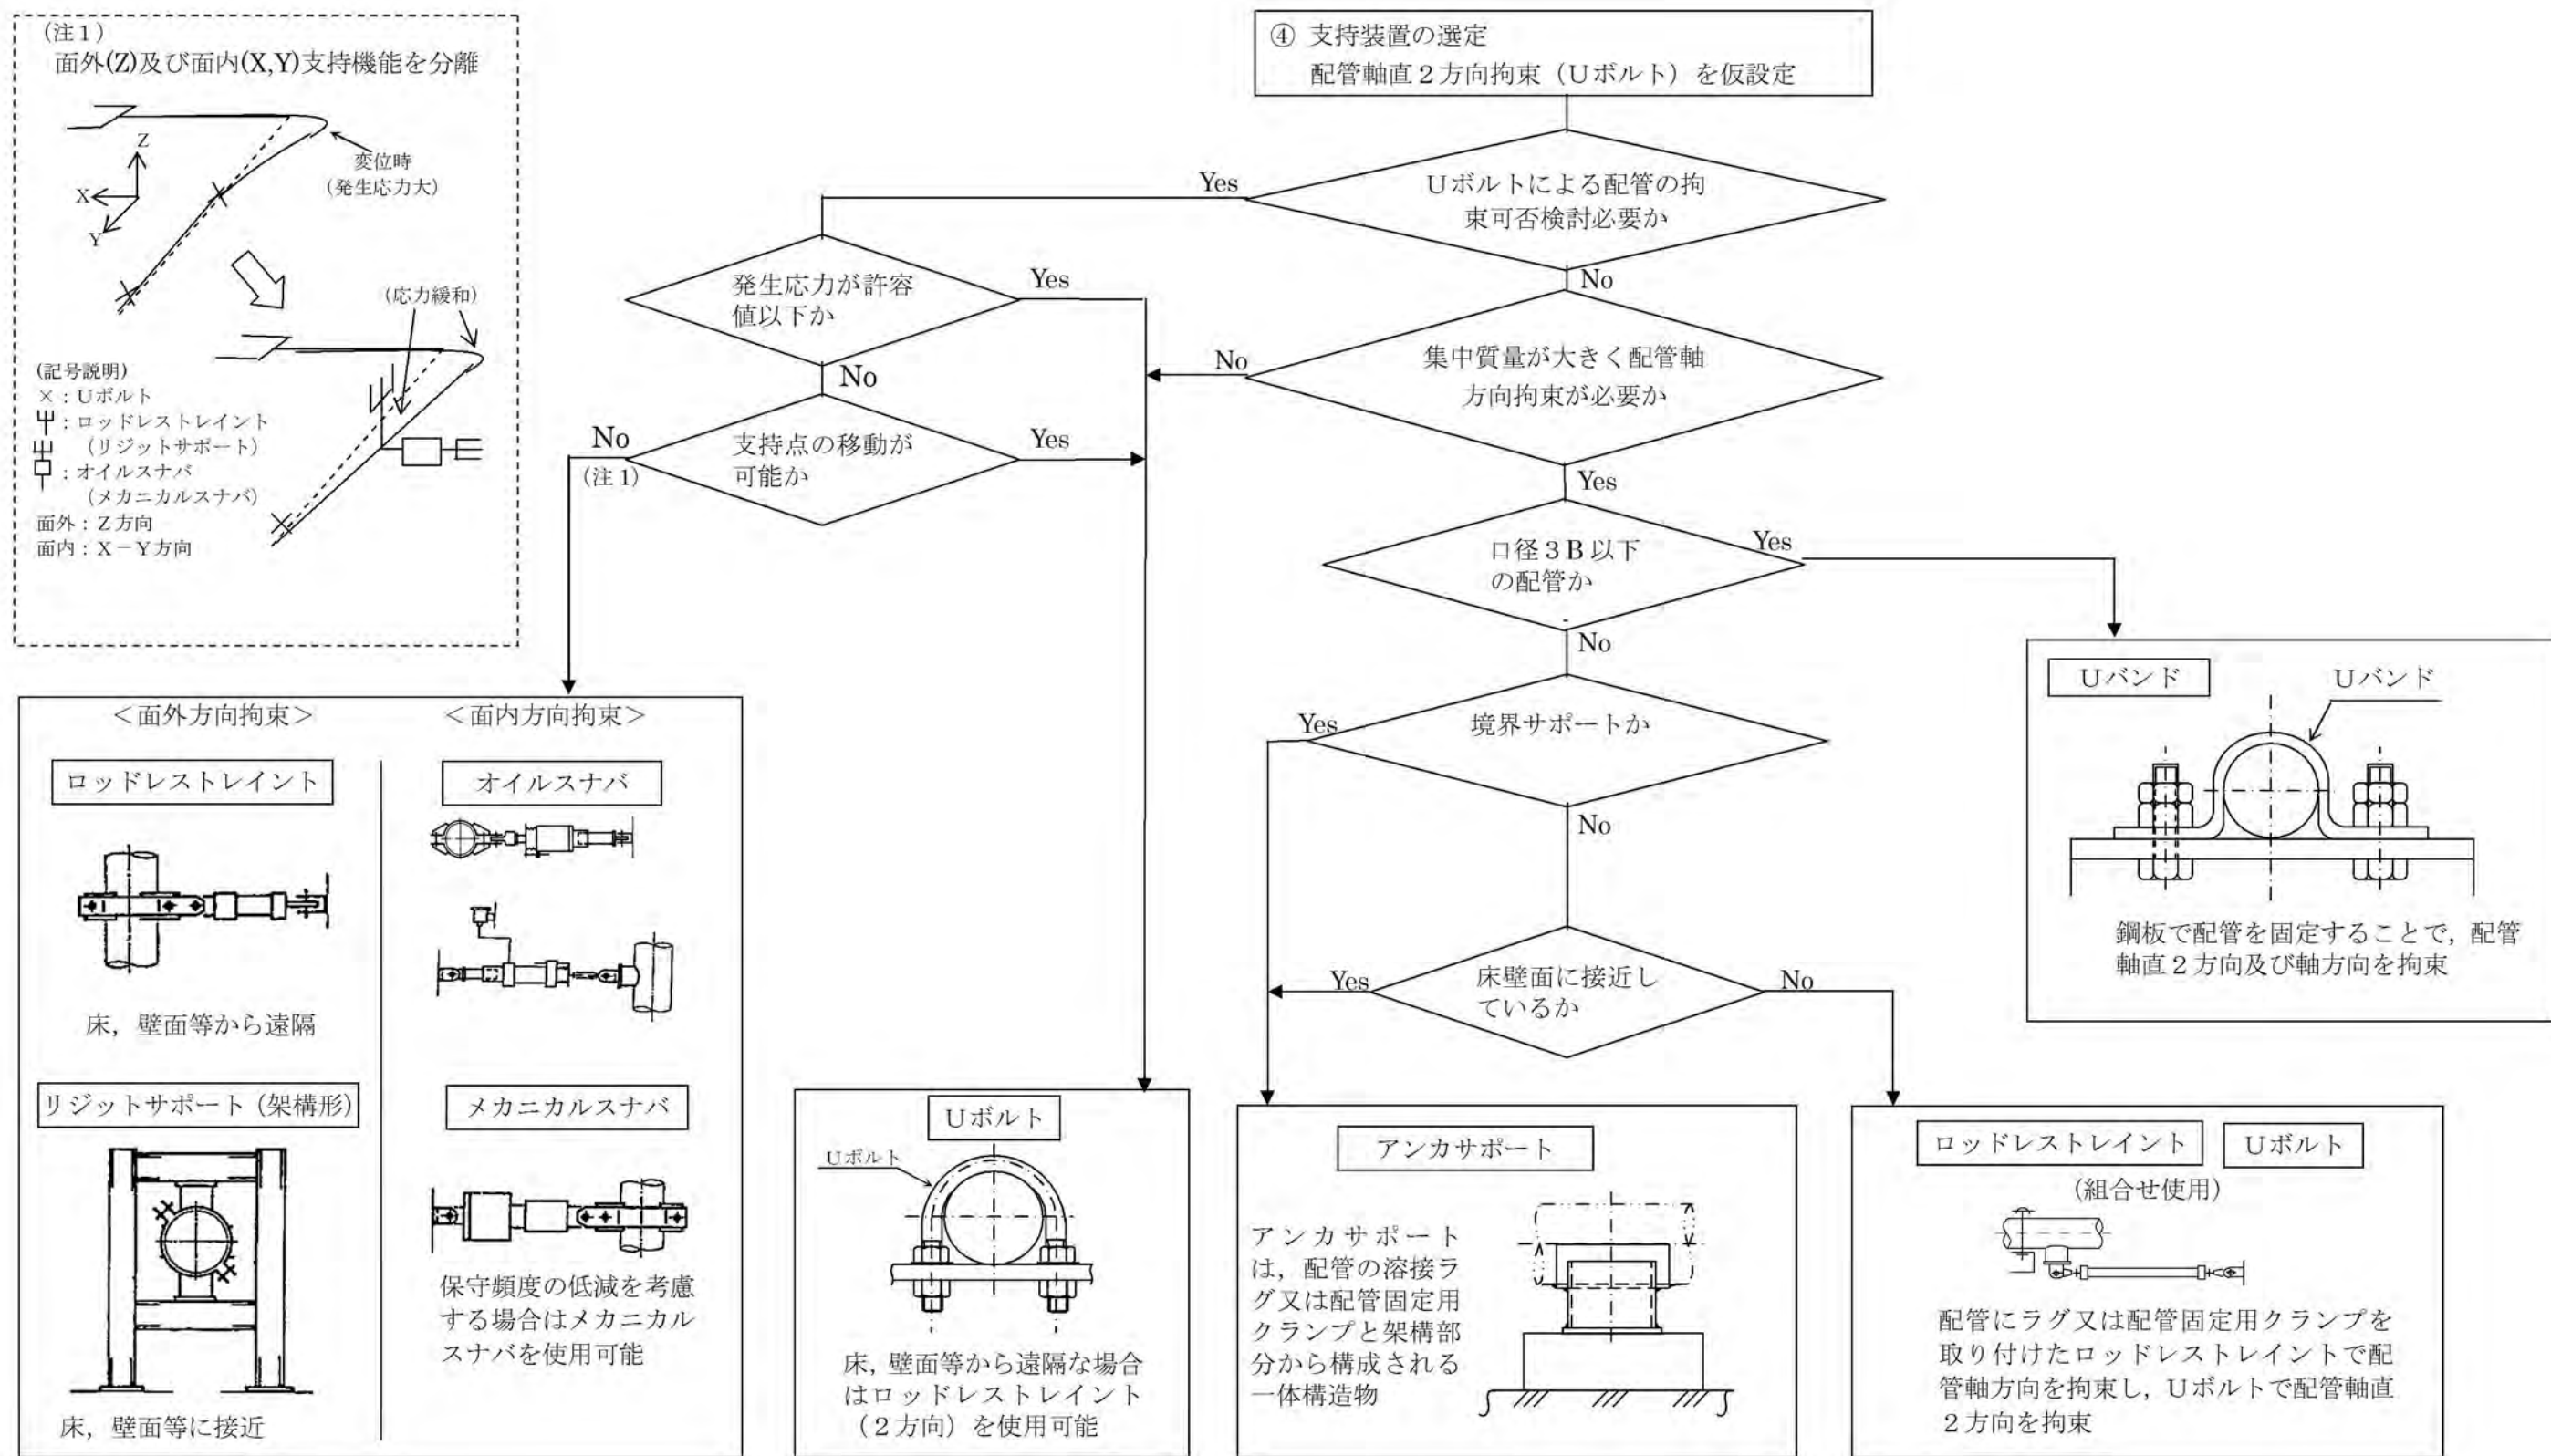 (注１)
面外(Z)及び面内(X,Y)支持機能を分離
Z
X
Y
変位時
(発生応力大)
(応力緩和)
(記号説明)
×：Ｕボルト
：ロッドレストレイント
(リジットサポート)
：オイルスナバ
(メカニカルスナバ)
面外：Ｚ方向
面内：Ｘ－Ｙ方向
④ 支持装置の選定
配管軸直２方向拘束（Ｕボルト）を仮設定
Ｕボルトによる配管の拘
束可否検討必要か
Yes
No
発生応力が許容
値以下か
Yes
No
支持点の移動が
可能か
Yes
No
(注１)
集中質量が大きく配管軸
方向拘束が必要か
No
Yes
口径３Ｂ以下
の配管か
Yes
No
境界サポートか
Yes
No
床壁面に接近し
ているか
Yes
No
＜面外方向拘束＞
ロッドレストレイント
床，壁面等から遠隔
リジットサポート（架構形）
床，壁面等に接近
＜面内方向拘束＞
オイルスナバ
メカニカルスナバ
保守頻度の低減を考慮
する場合はメカニカル
スナバを使用可能
Ｕボルト
Ｕボルト
床，壁面等から遠隔な場合
はロッドレストレイント
（２方向）を使用可能
アンカサポート
アンカサポート
は，配管の溶接ラ
グ又は配管固定用
クランプと架構部
分から構成される
一体構造物
ロッドレストレイント
Ｕボルト
(組合せ使用)
配管にラグ又は配管固定用クランプを
取り付けたロッドレストレイントで配
管軸方向を拘束し，Ｕボルトで配管軸直
２方向を拘束
Ｕバンド
Ｕバンド
鋼板で配管を固定することで，配管
軸直２方向及び軸方向を拘束